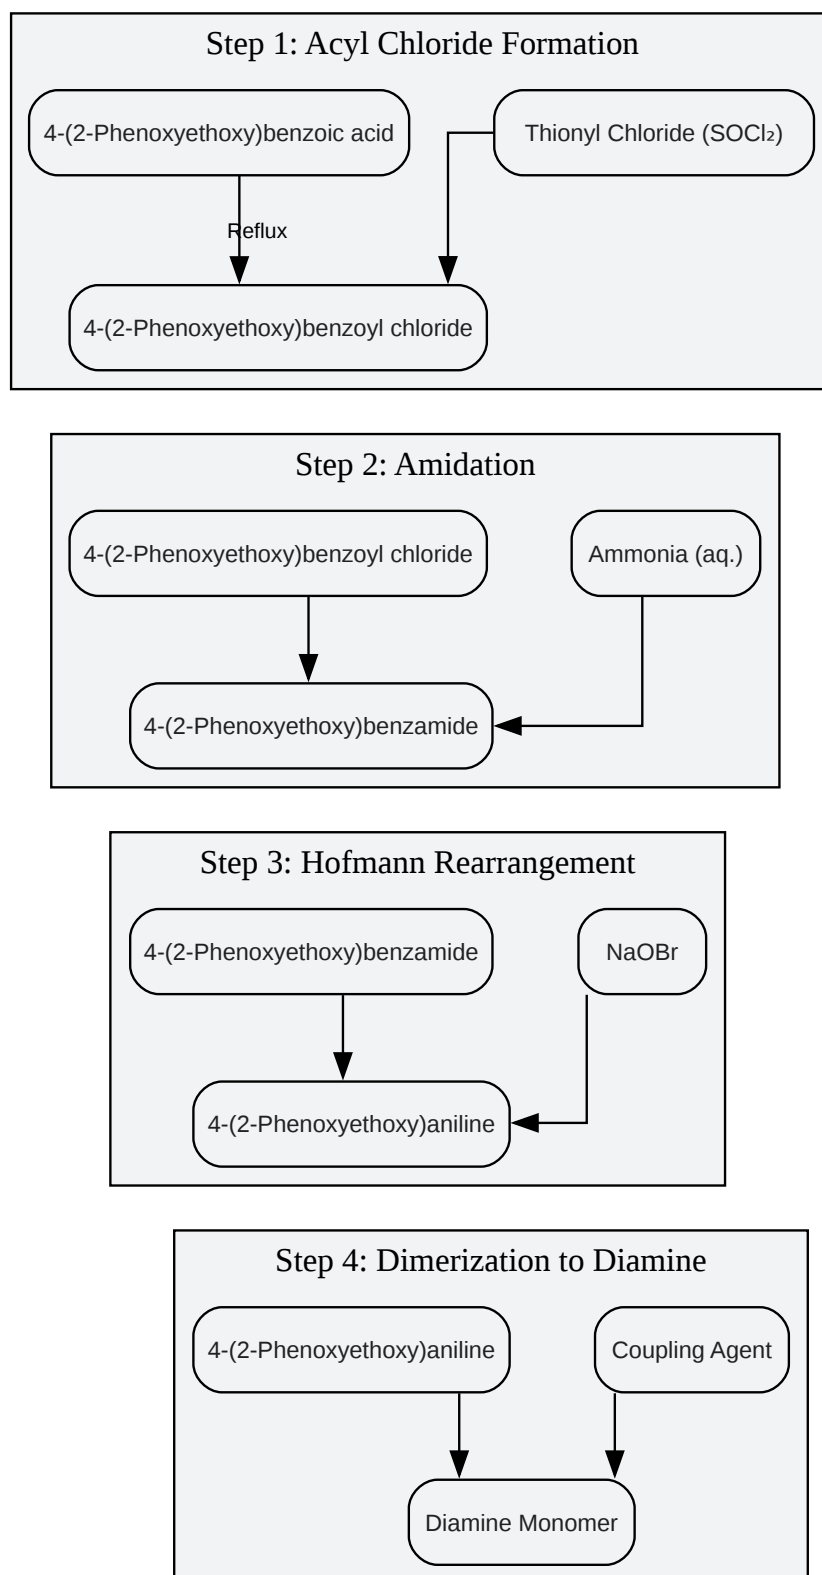 Step 1: Acyl Chloride Formation
4-(2-Phenoxyethoxy)benzoic acid
Thionyl Chloride (SOCl₂)
Reflux
4-(2-Phenoxyethoxy)benzoyl chloride
Step 2: Amidation
4-(2-Phenoxyethoxy)benzoyl chloride
Ammonia (aq.)
4-(2-Phenoxyethoxy)benzamide
Step 3: Hofmann Rearrangement
4-(2-Phenoxyethoxy)benzamide
NaOBr
4-(2-Phenoxyethoxy)aniline
Step 4: Dimerization to Diamine
4-(2-Phenoxyethoxy)aniline
Coupling Agent
Diamine Monomer